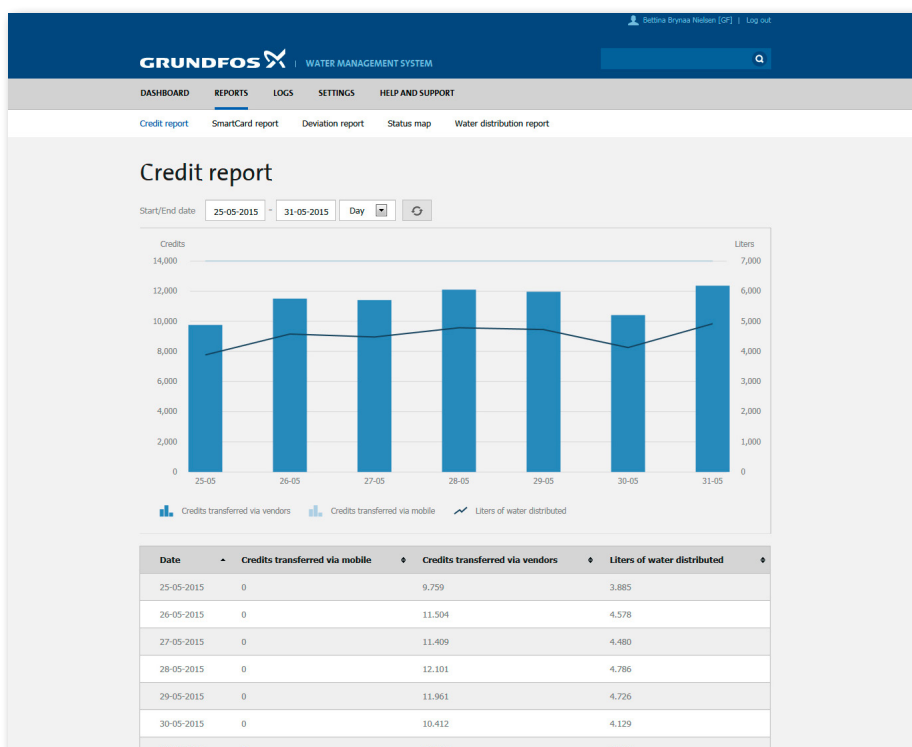 Bettina Brynaa Nielsen [GF] | Log out
GRUNDFOS | WATER MANAGEMENT SYSTEM
DASHBOARD REPORTS LOGS SETTINGS HELP AND SUPPORT
Credit report SmartCard report Deviation report Status map Water distribution report
Credit report
Start/End date 25-05-2015 - 31-05-2015 Day
Credits Liters
14,000 7,000
12,000 6,000
10,000 5,000
8,000 4,000
6,000 3,000
4,000 2,000
2,000 1,000
0 0
25-05 26-05 27-05 28-05 29-05 30-05 31-05
Credits transferred via vendors Credits transferred via mobile Liters of water distributed
Date Credits transferred via mobile Credits transferred via vendors Liters of water distributed
25-05-2015 0 9.759 3.885
26-05-2015 0 11.504 4.578
27-05-2015 0 11.409 4.480
28-05-2015 0 12.101 4.786
29-05-2015 0 11.961 4.726
30-05-2015 0 10.412 4.129